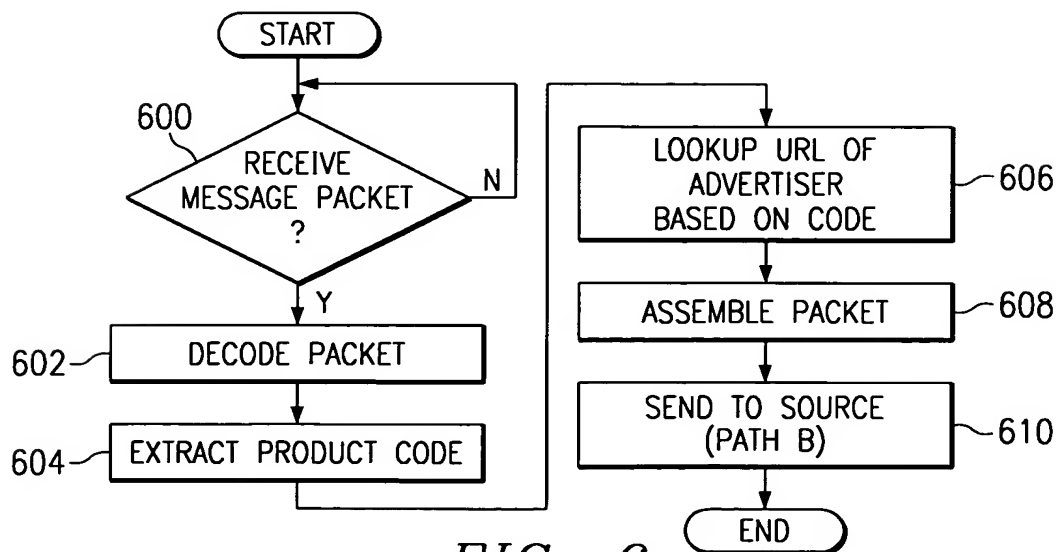 START
600
RECEIVE
MESSAGE PACKET
?
N
Y
602
DECODE PACKET
604
EXTRACT PRODUCT CODE
LOOKUP URL OF
ADVERTISER
BASED ON CODE
606
ASSEMBLE PACKET
608
SEND TO SOURCE
(PATH B)
610
END